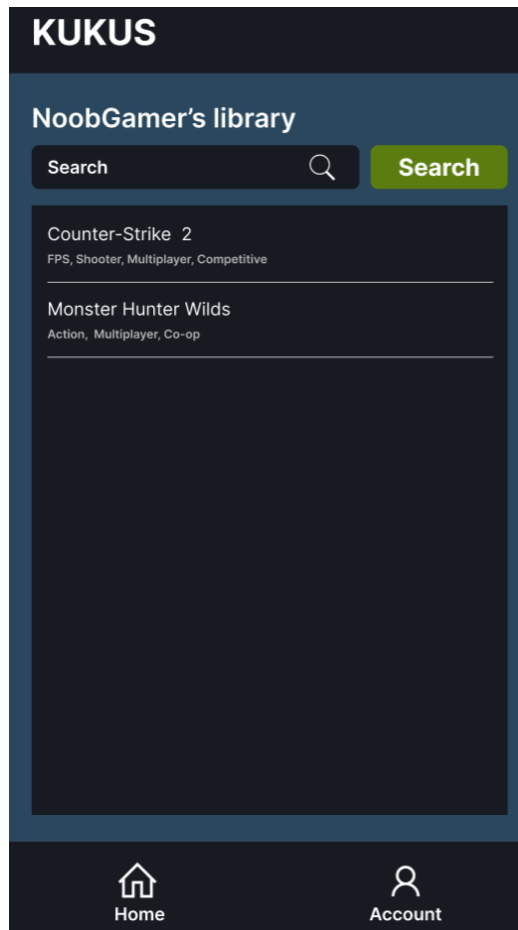 KUKUS
NoobGamer's library
Search
Search
Counter-Strike 2
FPS, Shooter, Multiplayer, Competitive
Monster Hunter Wilds
Action, Multiplayer, Co-op
Home
Account